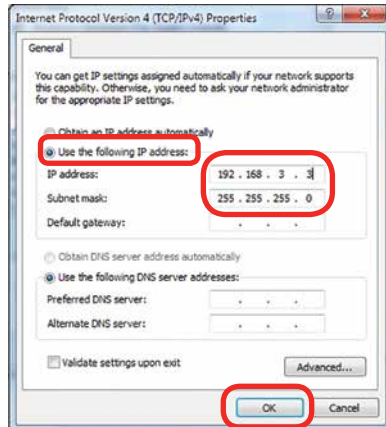 Internet Protocol Version 4 (TCP/IPv4) Properties
General
You can get IP settings assigned automatically if your network supports
this capability. Otherwise, you need to ask your network administrator
for the appropriate IP settings.
Obtain an IP address automatically
Use the following IP address:
IP address: 192 . 168 . 3 . 3
Subnet mask: 255 . 255 . 255 . 0
Default gateway: . . .
Obtain DNS server address automatically
Use the following DNS server addresses:
Preferred DNS server: . . .
Alternate DNS server: . . .
Validate settings upon exit
Advanced...
OK Cancel